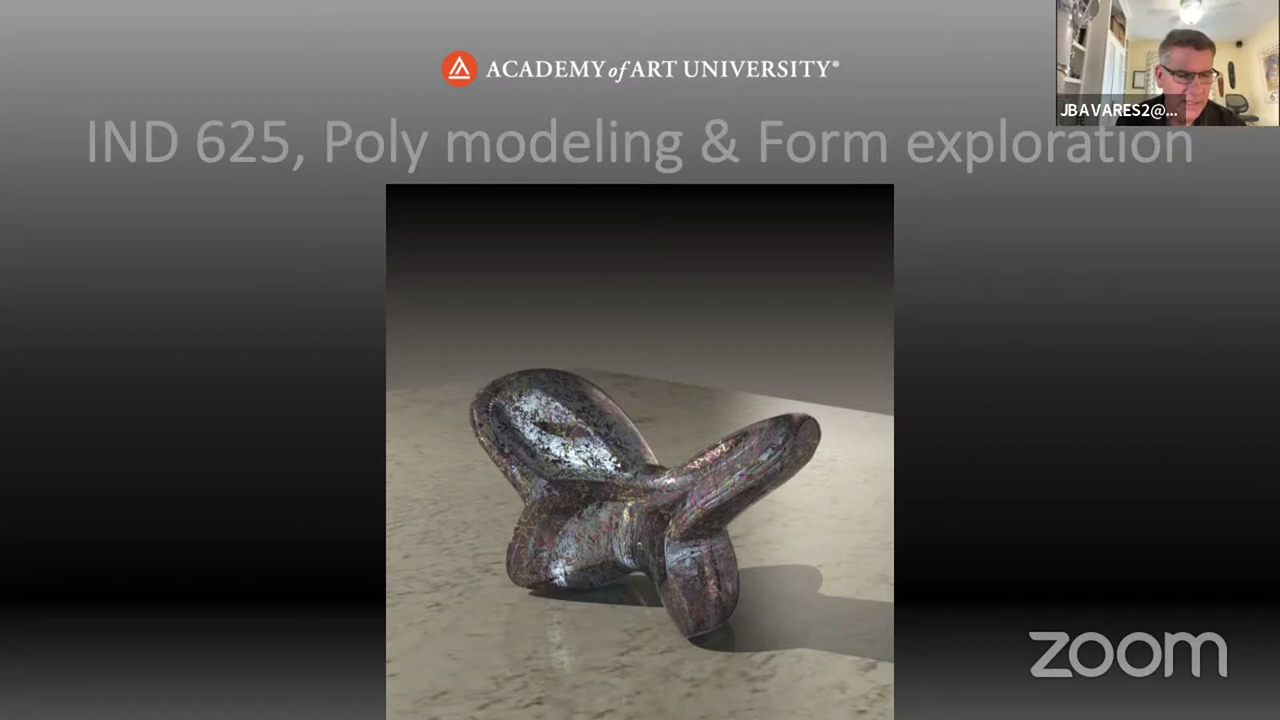 ACADEMY of ART UNIVERSITY®
JBAVARES2@...
IND 625, Poly modeling & Form exploration
zoom